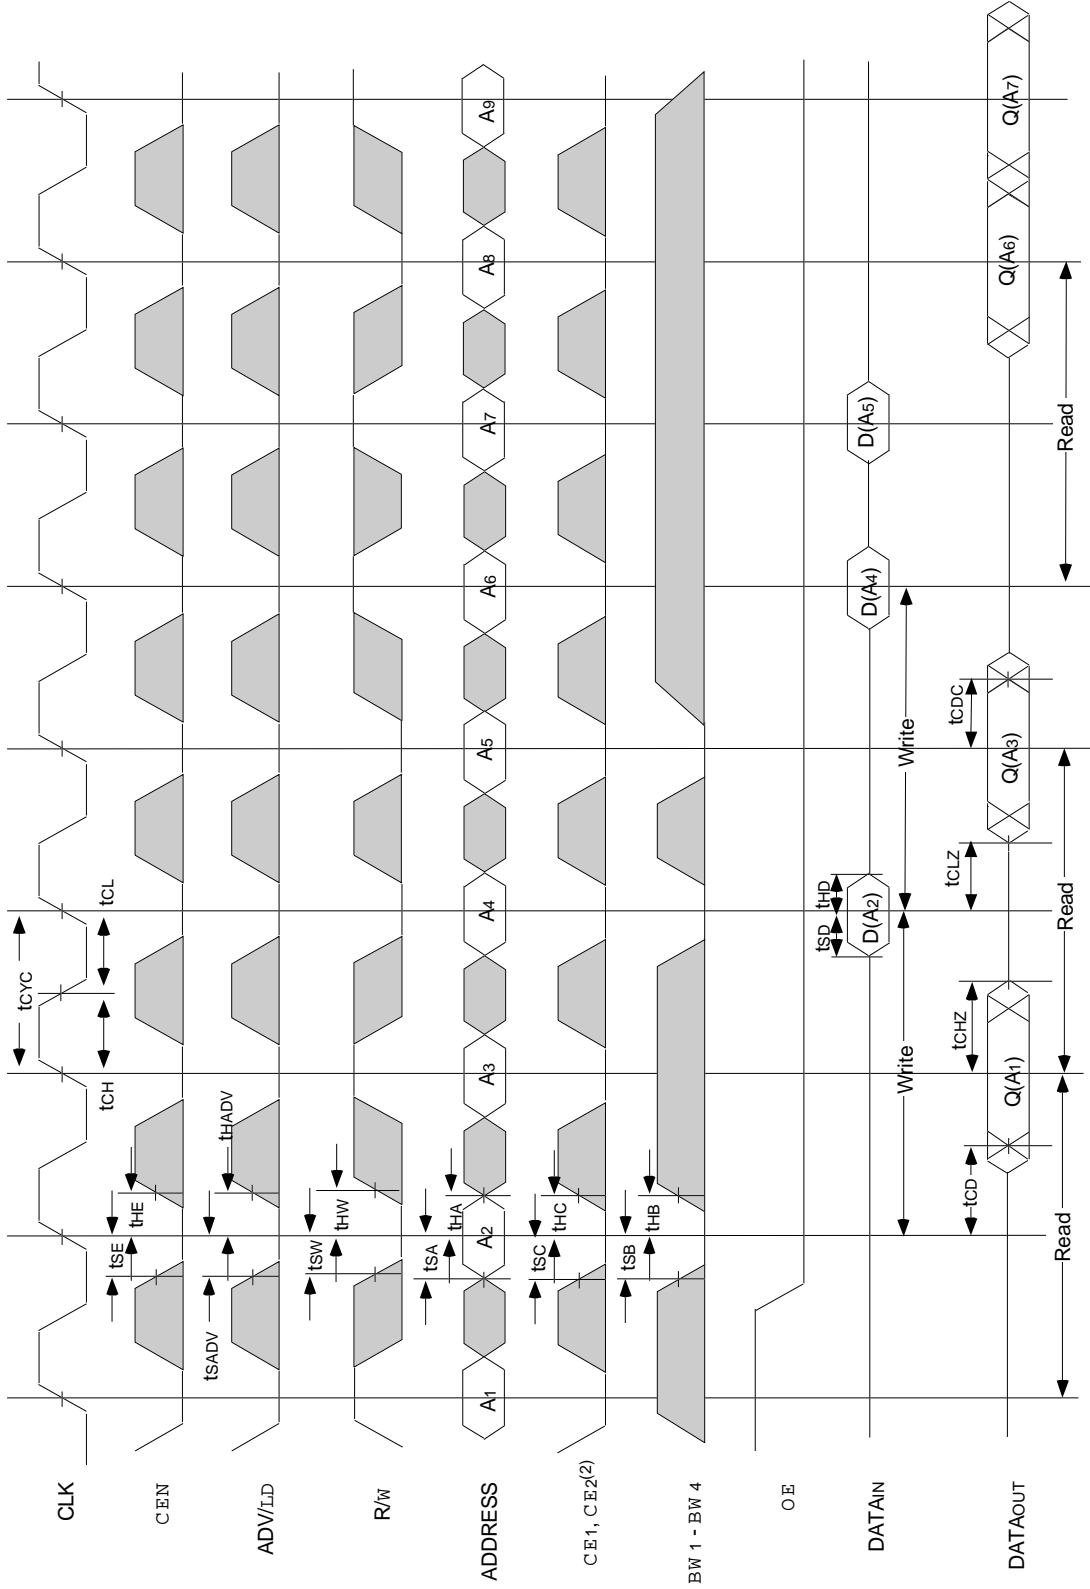 CLK
tCYC
tCH
tCL
CEN
tSE
tHE
ADV/LD
tSADV
tHADV
R/W
tSW
tHW
ADDRESS
A1
A2
A3
A4
A5
A6
A7
A8
A9
tSA
tHA
CE1, CE2(2)
tSC
tHC
BW1 - BW4
tSB
tHB
OE
DATAIN
D(A2)
D(A4)
D(A5)
tSD
tHD
Write
Write
DATAOUT
tCD
tCHZ
tCLZ
tCDC
Q(A1)
Q(A3)
Q(A6)
Q(A7)
Read
Read
Read